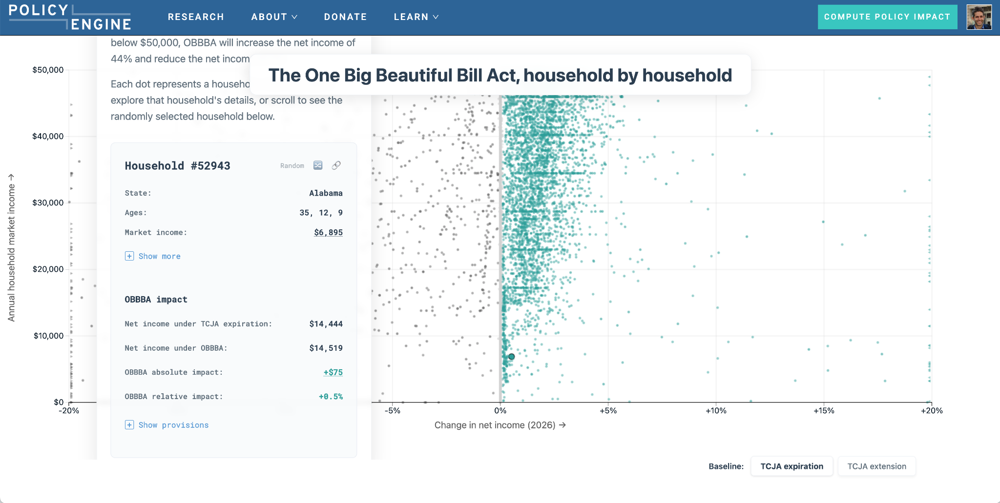 POLICY
ENGINE
RESEARCH
ABOUT
DONATE
LEARN
COMPUTE POLICY IMPACT
The One Big Beautiful Bill Act, household by household
below $50,000, OBBBA will increase the net income of
44% and reduce the net incom
Each dot represents a househo
explore that household's details, or scroll to see the
randomly selected household below.
Household #52943
Random
State: Alabama
Ages: 35, 12, 9
Market income: $6,895
Show more
OBBBA impact
Net income under TCJA expiration: $14,444
Net income under OBBBA: $14,519
OBBBA absolute impact: +$75
OBBBA relative impact: +0.5%
Show provisions
Annual household market income →
$50,000
$40,000
$30,000
$20,000
$10,000
$0
-20%
-5%
0%
+5%
+10%
+15%
+20%
Change in net income (2026) →
Baseline:
TCJA expiration
TCJA extension